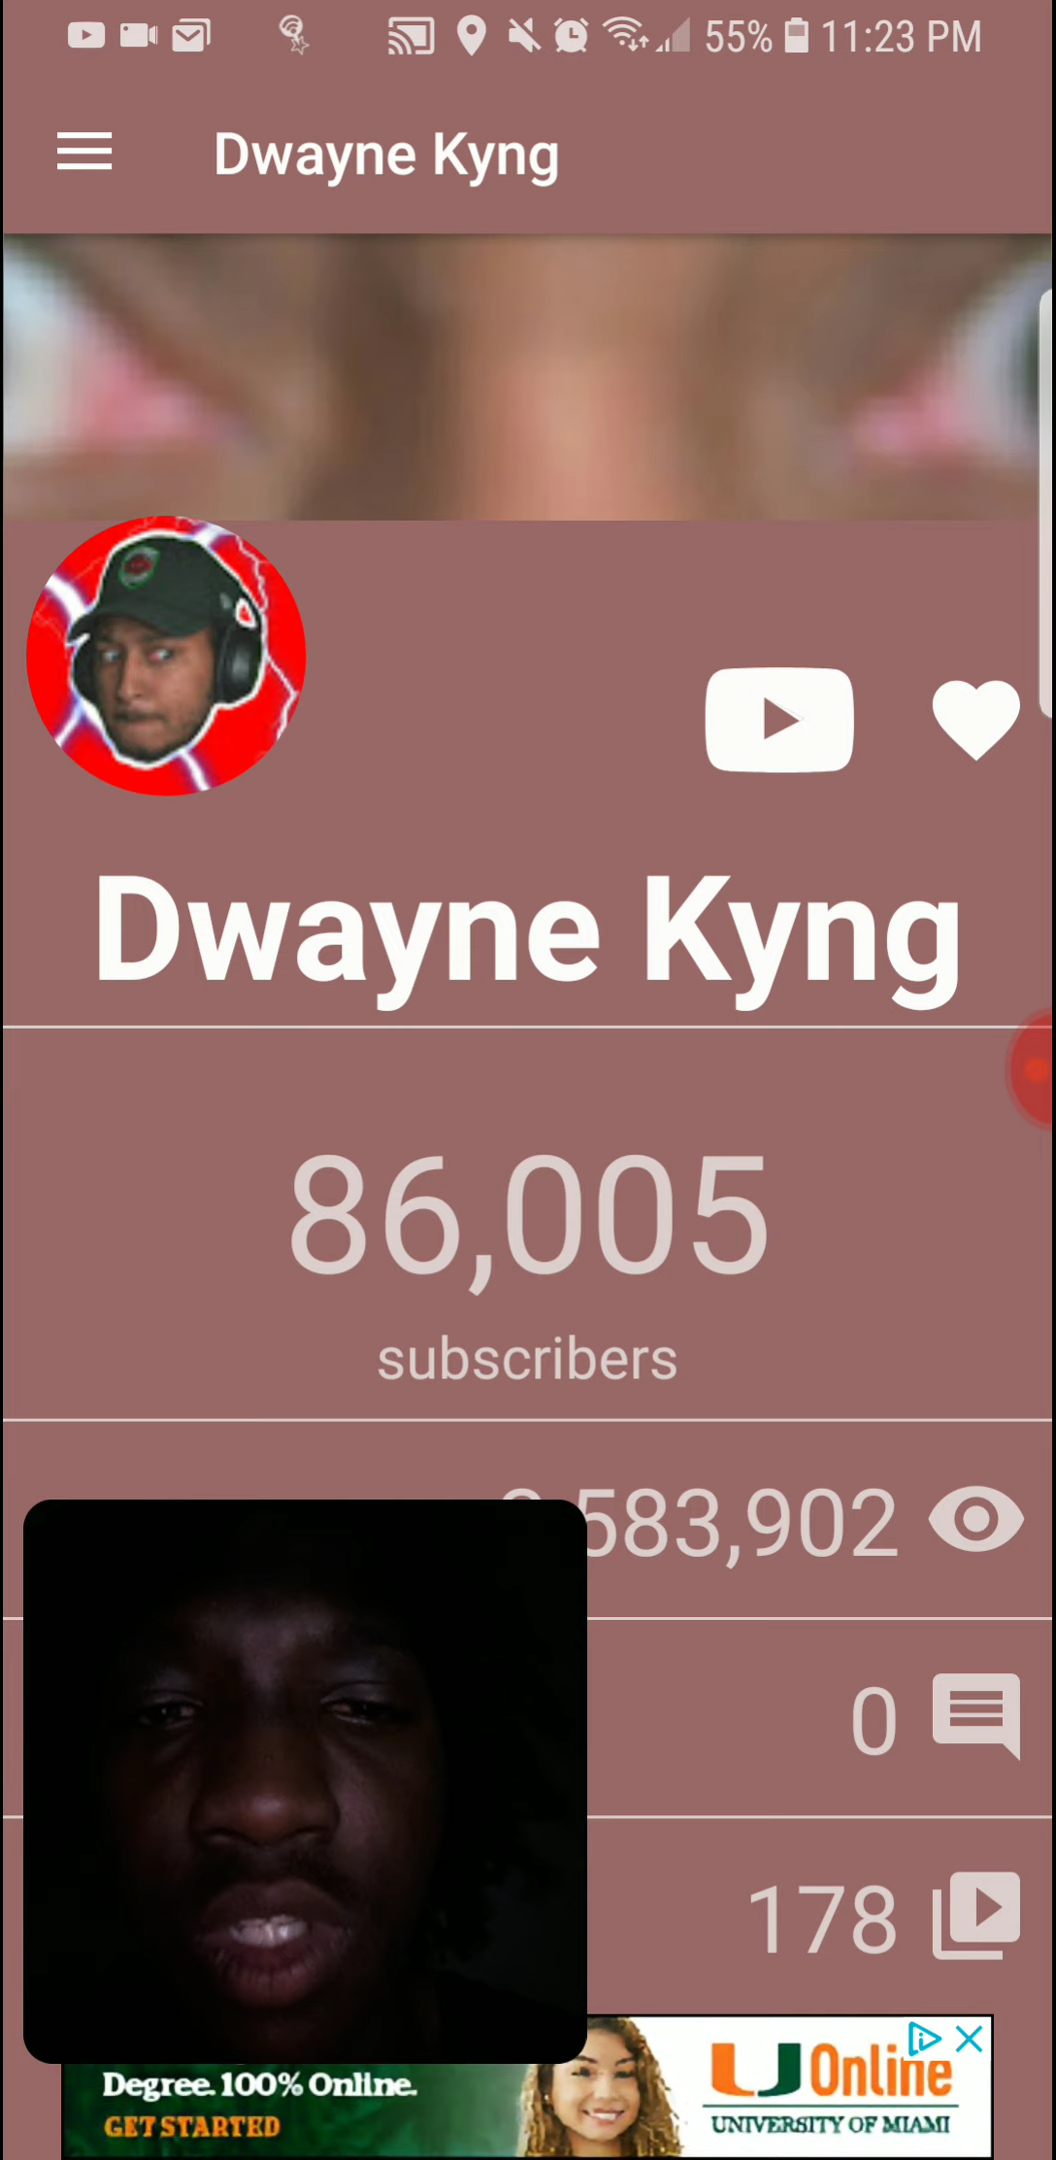 55% 11:23 PM
Dwayne Kyng
Dwayne Kyng
86,005
subscribers
583,902
0
178
Degree. 100% Online.
GET STARTED
U Online
UNIVERSITY OF MIAMI